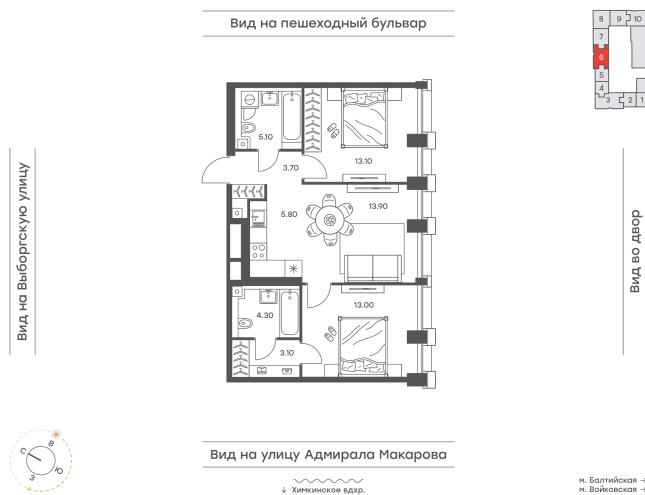 Вид на пешеходный бульвар
8 9 10
7
6
5
4
3 2 1
5.10
13.10
3.70
13.90
5.80
Вид на Выборгскую улицу
Вид во двор
4.30
13.00
3.10
Вид на улицу Адмирала Макарова
С В
З Ю
↓ Химкинское вдхр.
м. Балтийская
м. Войковская